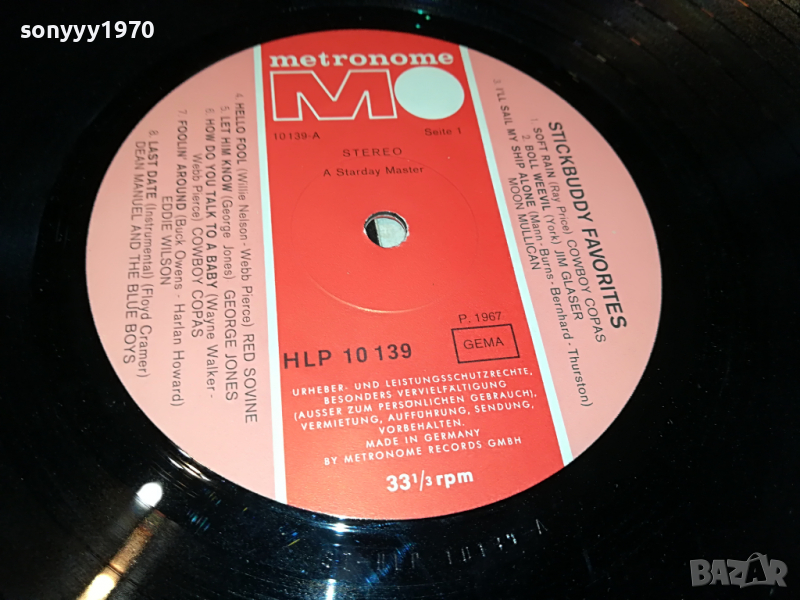 sonyyy1970
metronome
MO
10139-A
Seite 1
STEREO
A Starday Master
STICKBUDDY FAVORITES
1. SOFT RAIN (Ray Price) COWBOY COPAS
2. BOLL WEEVIL (York) JIM GLASER
3. I'LL SAIL MY SHIP ALONE (Mann - Burns - Bernhard - Thurston)
MOON MULLICAN
4. HELLO FOOL (Willie Nelson - Webb Pierce) RED SOVINE
5. LET HIM KNOW (George Jones) GEORGE JONES
6. HOW DO YOU TALK TO A BABY (Wayne Walker -
Webb Pierce) COWBOY COPAS
7. FOOLIN' AROUND (Buck Owens - Harlan Howard)
EDDIE WILSON
8. LAST DATE (Instrumental) (Floyd Cramer)
DEAN MANUEL AND THE BLUE BOYS
P. 1967
HLP 10 139
GEMA
URHEBER- UND LEISTUNGSSCHUTZRECHTE,
BESONDERS VERVIELFÄLTIGUNG
(AUSSER ZUM PERSÖNLICHEN GEBRAUCH),
VERMIETUNG, AUFFÜHRUNG, SENDUNG,
VORBEHALTEN.
MADE IN GERMANY
BY METRONOME RECORDS GMBH
33 1/3 rpm
HLP 10139 A
BAZAR